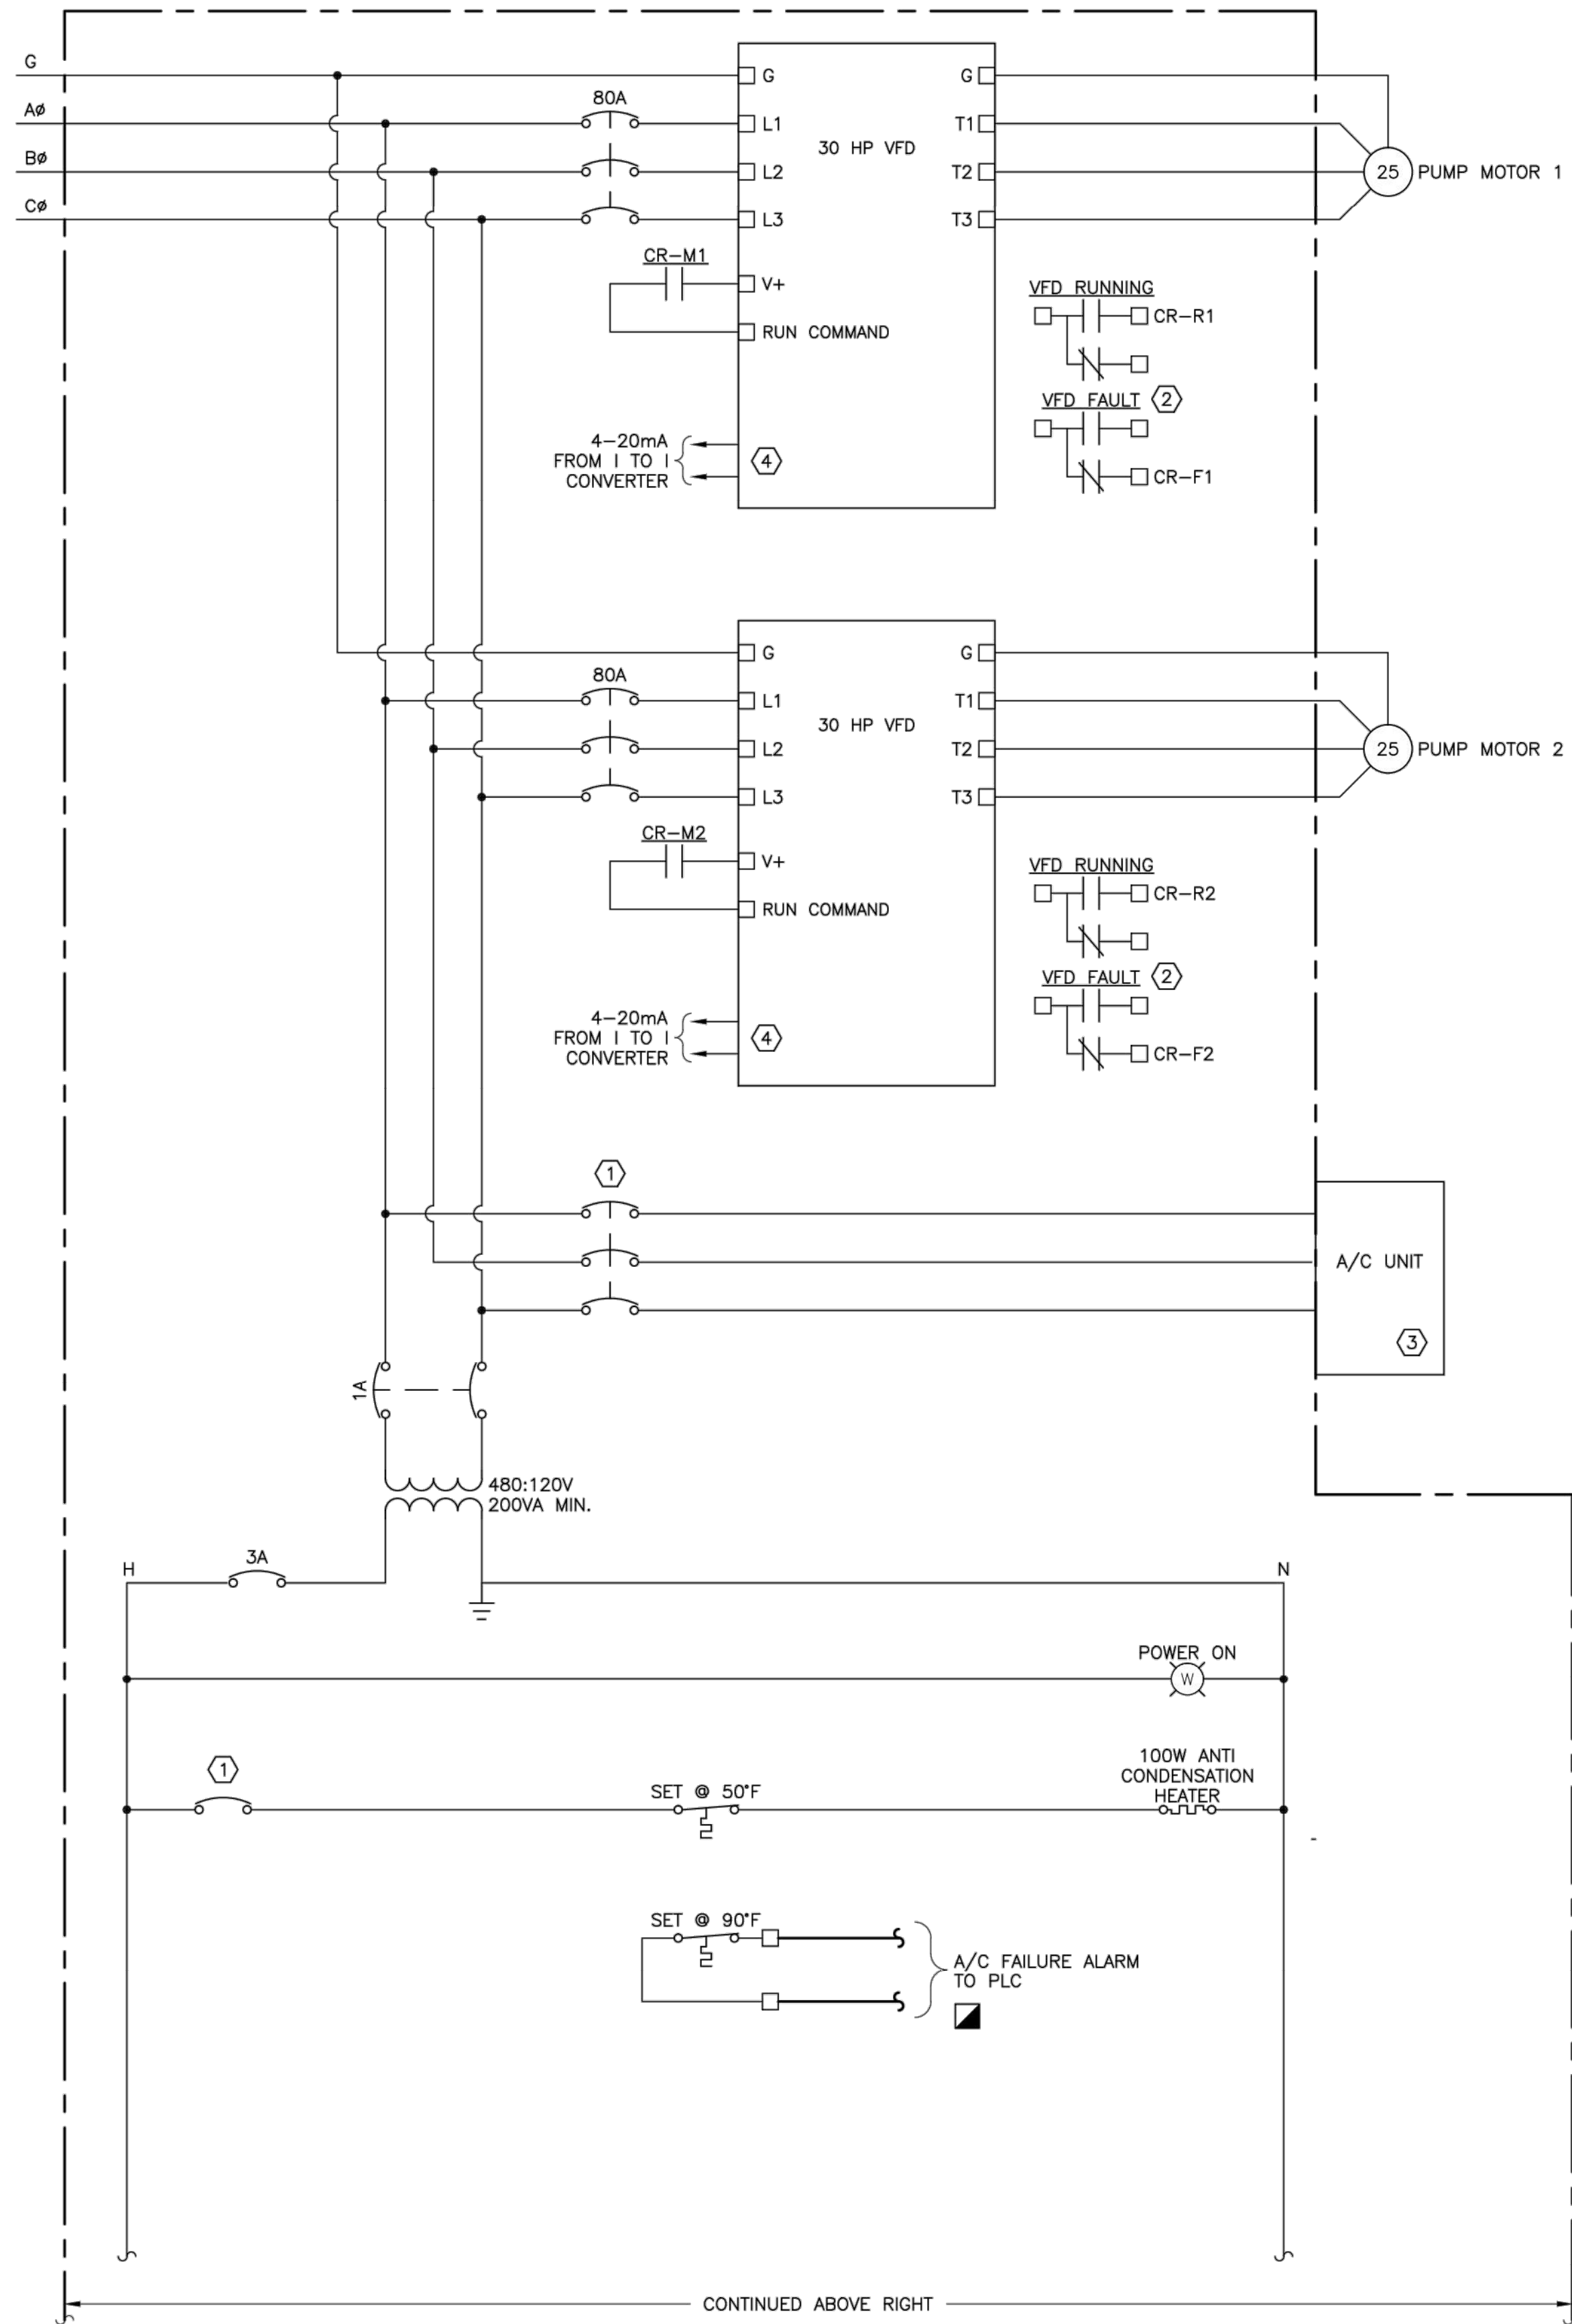 G
AØ
BØ
CØ
80A
G
L1
L2
L3
30 HP VFD
G
T1
T2
T3
25
PUMP MOTOR 1
CR-M1
V+
RUN COMMAND
VFD RUNNING
CR-R1
VFD FAULT 2
CR-F1
4-20mA
FROM I TO I
CONVERTER
4
80A
G
L1
L2
L3
30 HP VFD
G
T1
T2
T3
25
PUMP MOTOR 2
CR-M2
V+
RUN COMMAND
VFD RUNNING
CR-R2
VFD FAULT 2
CR-F2
4-20mA
FROM I TO I
CONVERTER
4
1
A/C UNIT
3
1A
480:120V
200VA MIN.
H
3A
N
POWER ON
W
1
SET @ 50°F
100W ANTI
CONDENSATION
HEATER
SET @ 90°F
A/C FAILURE ALARM
TO PLC
CONTINUED ABOVE RIGHT